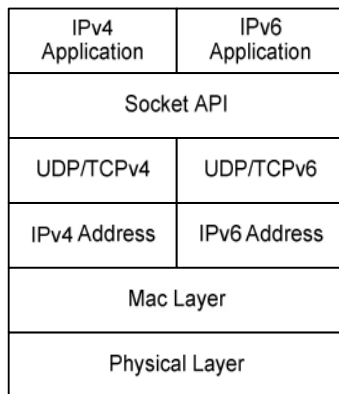 IPv4
Application
IPv6
Application
Socket API
UDP/TCPv4
UDP/TCPv6
IPv4 Address
IPv6 Address
Mac Layer
Physical Layer